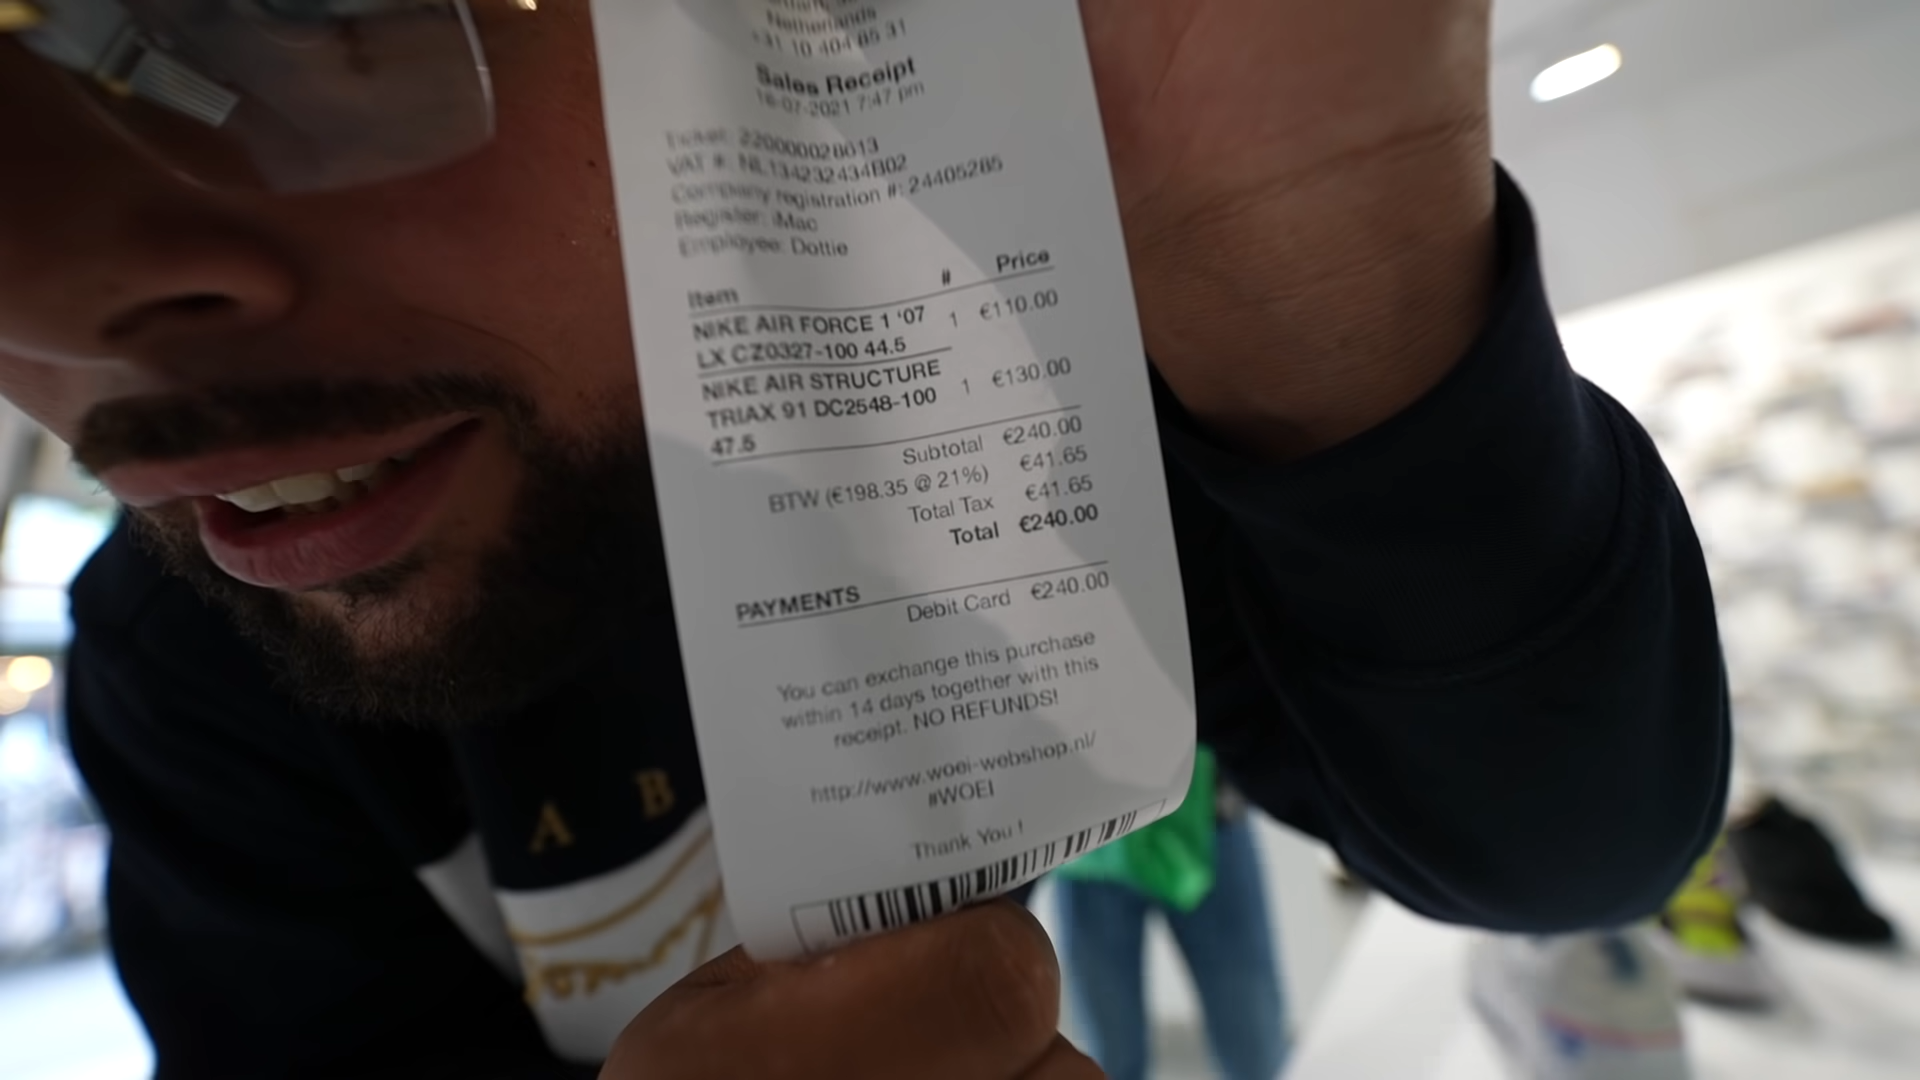 Netherlands
+31 10 404 85 31
Sales Receipt
16-07-2021 7:47 pm
Ticket: 220000028013
VAT #: NL134232434B02
Company registration #: 24405285
Register: iMac
Employee: Dottie
Item # Price
NIKE AIR FORCE 1 '07 1 €110.00
LX CZ0327-100 44.5
NIKE AIR STRUCTURE 1 €130.00
TRIAX 91 DC2548-100
47.5
Subtotal €240.00
BTW (€198.35 @ 21%) €41.65
Total Tax €41.65
Total €240.00
PAYMENTS
Debit Card €240.00
You can exchange this purchase
within 14 days together with this
receipt. NO REFUNDS!
http://www.woei-webshop.nl/
#WOEI
Thank You !
A B